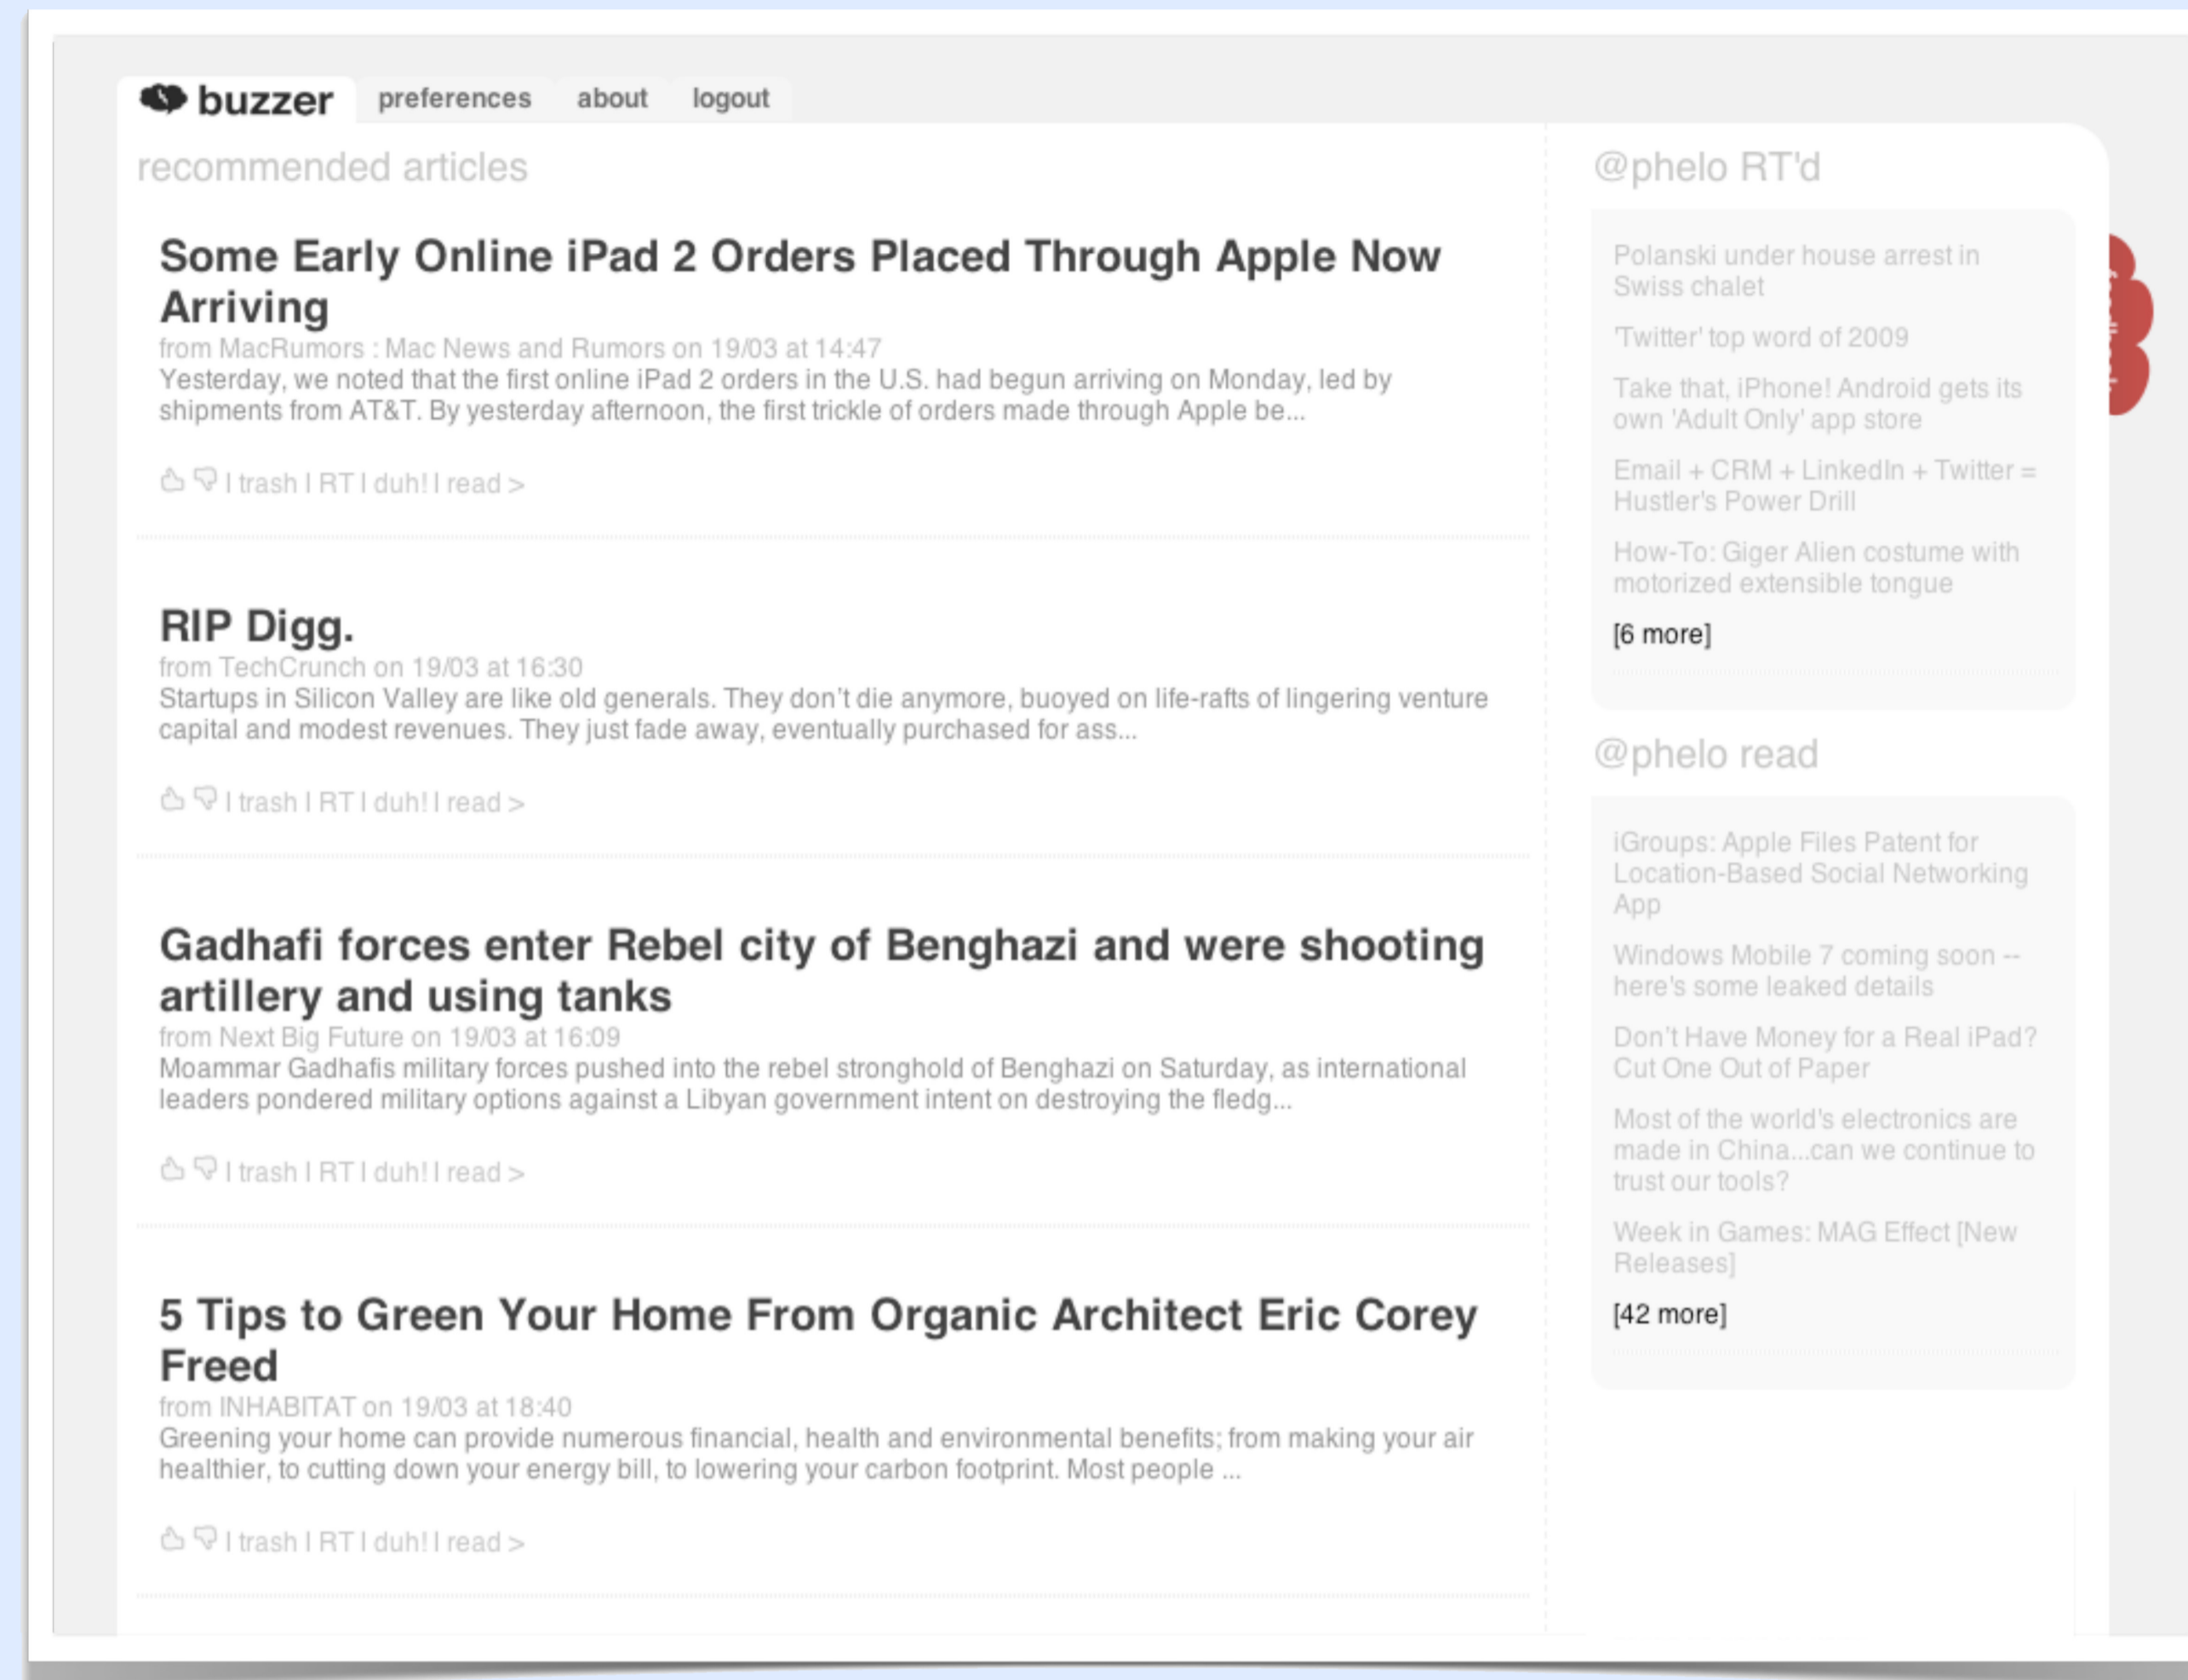 buzzer preferences about logout
recommended articles
Some Early Online iPad 2 Orders Placed Through Apple Now
Arriving
from MacRumors : Mac News and Rumors on 19/03 at 14:47
Yesterday, we noted that the first online iPad 2 orders in the U.S. had begun arriving on Monday, led by
shipments from AT&T. By yesterday afternoon, the first trickle of orders made through Apple be...
| trash | RT | duh! | read >
RIP Digg.
from TechCrunch on 19/03 at 16:30
Startups in Silicon Valley are like old generals. They don’t die anymore, buoyed on life-rafts of lingering venture
capital and modest revenues. They just fade away, eventually purchased for ass...
| trash | RT | duh! | read >
Gadhafi forces enter Rebel city of Benghazi and were shooting
artillery and using tanks
from Next Big Future on 19/03 at 16:09
Moammar Gadhafis military forces pushed into the rebel stronghold of Benghazi on Saturday, as international
leaders pondered military options against a Libyan government intent on destroying the fledg...
| trash | RT | duh! | read >
5 Tips to Green Your Home From Organic Architect Eric Corey
Freed
from INHABITAT on 19/03 at 18:40
Greening your home can provide numerous financial, health and environmental benefits; from making your air
healthier, to cutting down your energy bill, to lowering your carbon footprint. Most people ...
| trash | RT | duh! | read >
@phelo RT'd
Polanski under house arrest in
Swiss chalet
'Twitter' top word of 2009
Take that, iPhone! Android gets its
own 'Adult Only' app store
Email + CRM + LinkedIn + Twitter =
Hustler's Power Drill
How-To: Giger Alien costume with
motorized extensible tongue
[6 more]
@phelo read
iGroups: Apple Files Patent for
Location-Based Social Networking
App
Windows Mobile 7 coming soon --
here's some leaked details
Don’t Have Money for a Real iPad?
Cut One Out of Paper
Most of the world's electronics are
made in China...can we continue to
trust our tools?
Week in Games: MAG Effect [New
Releases]
[42 more]